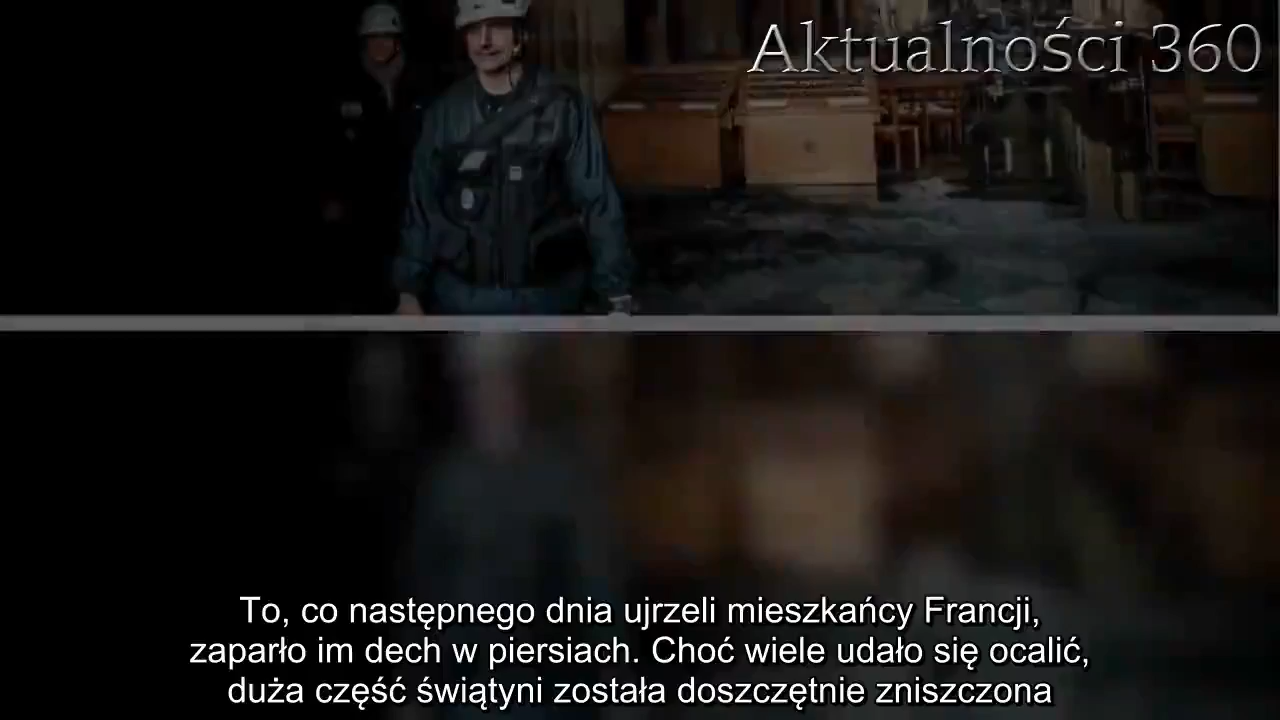 Aktualności 360
To, co następnego dnia ujrzeli mieszkańcy Francji,
zaparło im dech w piersiach. Choć wiele udało się ocalić,
duża część świątyni została doszczętnie zniszczona